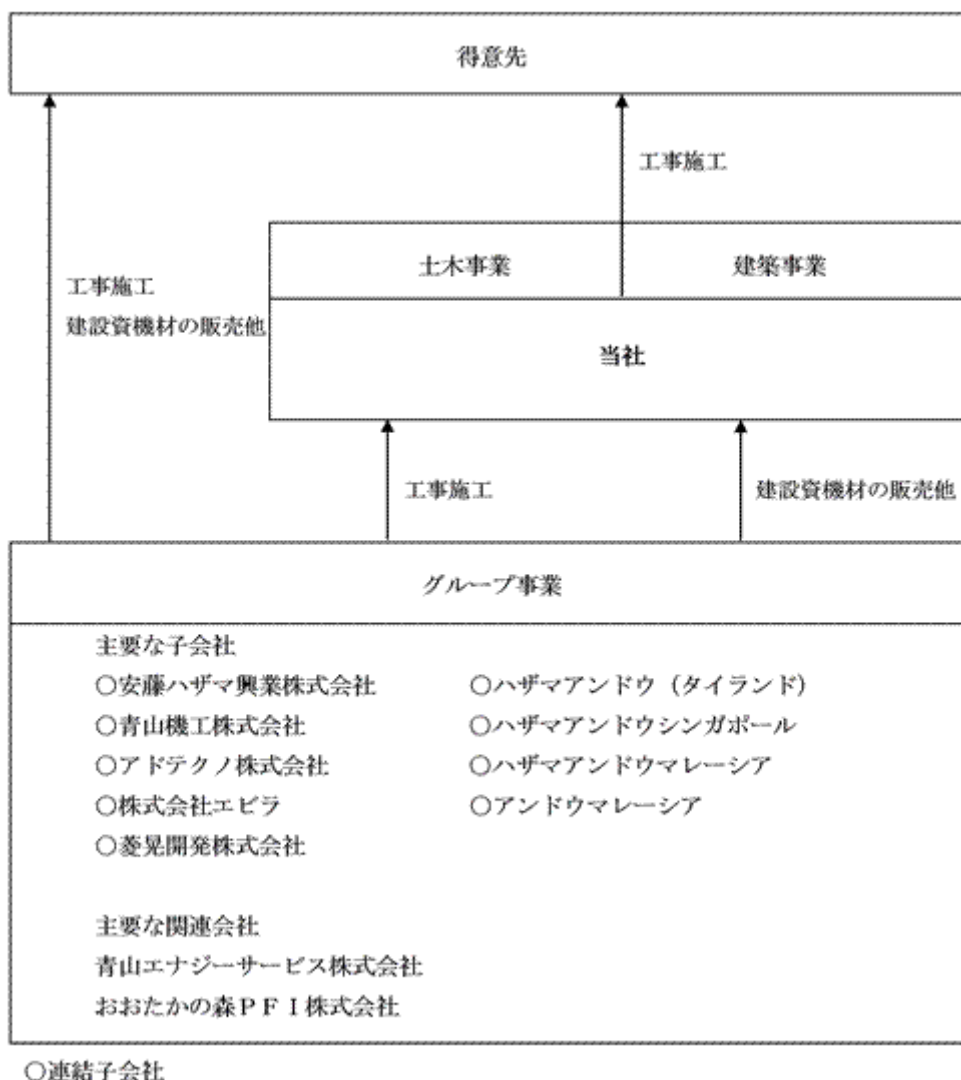 得意先
工事施工
土木事業
建築事業
工事施工
建設資機材の販売他
当社
工事施工
建設資機材の販売他
グループ事業
主要な子会社
○安藤ハザマ興業株式会社
○ハザマアンドウ（タイランド）
○青山機工株式会社
○ハザマアンドウシンガポール
○アドテクノ株式会社
○ハザマアンドウマレーシア
○株式会社エビラ
○アンドウマレーシア
○菱晃開発株式会社
主要な関連会社
青山エナジーサービス株式会社
おおたかの森ＰＦＩ株式会社
○連結子会社